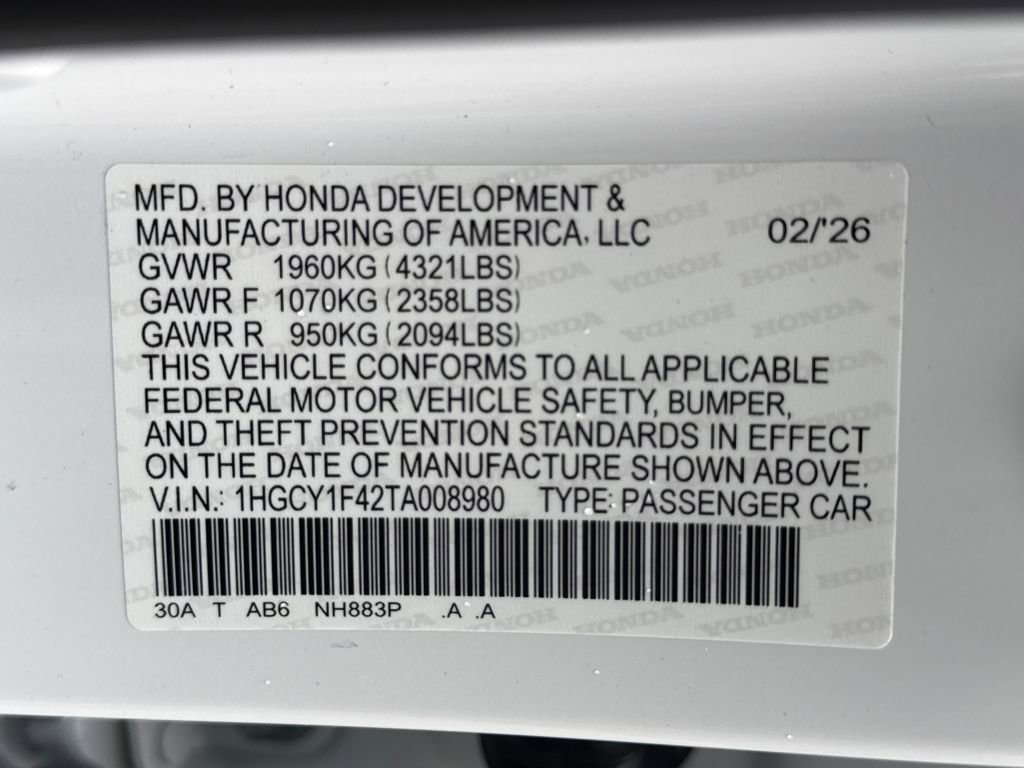 MFD. BY HONDA DEVELOPMENT &
MANUFACTURING OF AMERICA, LLC 02/'26
GVWR 1960KG (4321LBS)
GAWR F 1070KG (2358LBS)
GAWR R 950KG (2094LBS)
THIS VEHICLE CONFORMS TO ALL APPLICABLE
FEDERAL MOTOR VEHICLE SAFETY, BUMPER,
AND THEFT PREVENTION STANDARDS IN EFFECT
ON THE DATE OF MANUFACTURE SHOWN ABOVE.
V.I.N.: 1HGCY1F42TA008980 TYPE: PASSENGER CAR
30A T AB6 NH883P .A .A